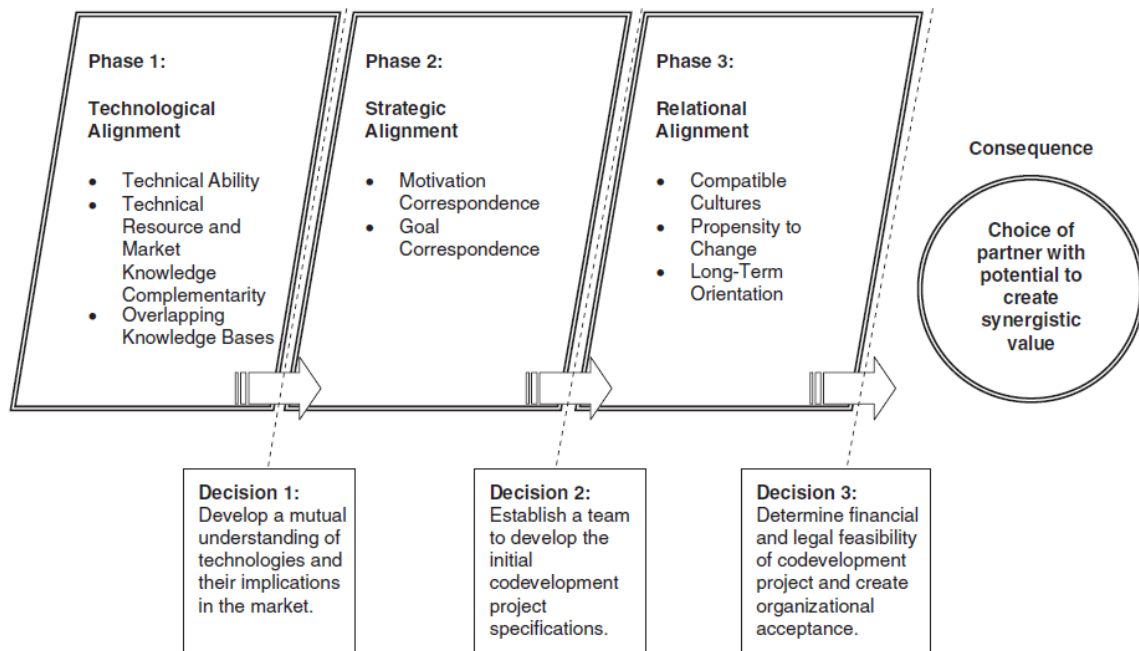 Phase 1:
Technological
Alignment
• Technical Ability
• Technical
Resource and
Market
Knowledge
Complementarity
• Overlapping
Knowledge Bases
Phase 2:
Strategic
Alignment
• Motivation
Correspondence
• Goal
Correspondence
Phase 3:
Relational
Alignment
• Compatible
Cultures
• Propensity to
Change
• Long-Term
Orientation
Consequence
Choice of
partner with
potential to
create
synergistic
value
Decision 1:
Develop a mutual
understanding of
technologies and
their implications
in the market.
Decision 2:
Establish a team
to develop the
initial
codevelopment
project
specifications.
Decision 3:
Determine financial
and legal feasibility
of codevelopment
project and create
organizational
acceptance.